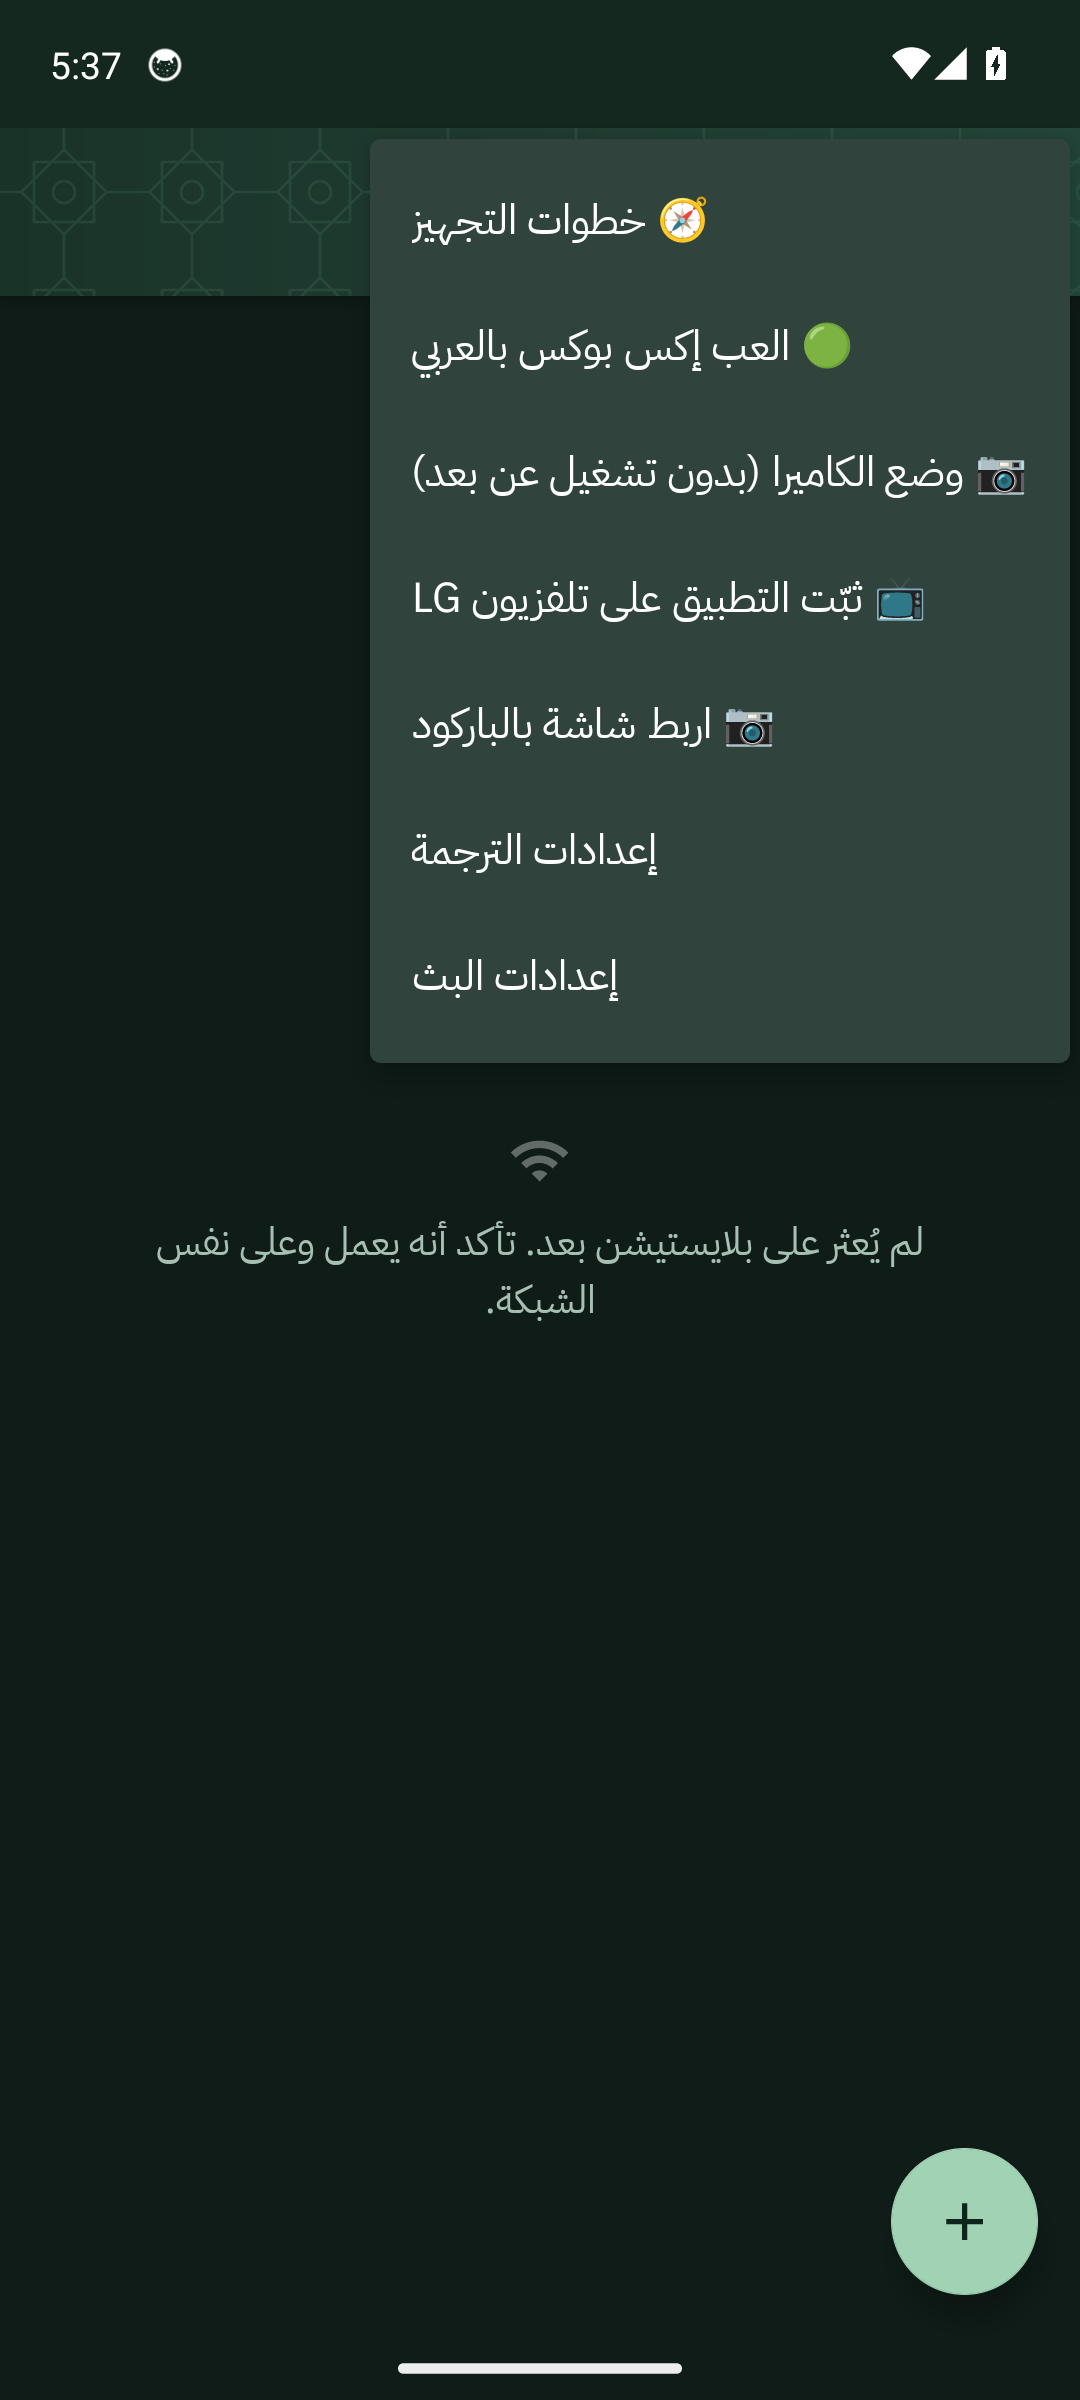 5:37
🧭 خطوات التجهيز
🟢 العب إكس بوكس بالعربي
📷 وضع الكاميرا (بدون تشغيل عن بعد)
📺 ثبّت التطبيق على تلفزيون LG
📷 اربط شاشة بالباركود
إعدادات الترجمة
إعدادات البث
لم يُعثر على بلايستيشن بعد. تأكد أنه يعمل وعلى نفس
الشبكة.